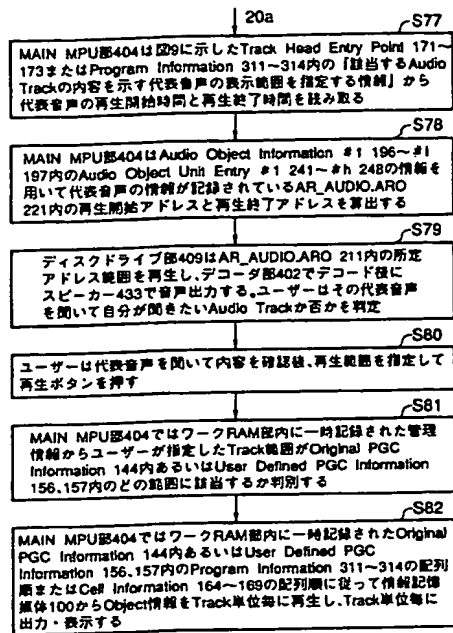 20a
S77
MAIN MPU部404は図9に示したTrack Head Entry Point 171~
173またはProgram Information 311~314内の「該当するAudio
Trackの内容を示す代表音声の表示範囲を指定する情報」から
代表音声の再生開始時間と再生終了時間を読み取る
S78
MAIN MPU部404はAudio Object Information #1 196~#i
197内のAudio Object Unit Entry #1 241~#h 248の情報を
用いて代表音声の情報が記録されているAR_AUDIO.ARO
221内の再生開始アドレスと再生終了アドレスを算出する
S79
ディスクドライブ部409はAR_AUDIO.ARO 211内の所定
アドレス範囲を再生し、デコーダ部402でデコード後に
スピーカー433で音声出力する。ユーザーはその代表音声
を聞いて自分が聞きたいAudio Trackか否かを判定
S80
ユーザーは代表音声を聞いて内容を確認後、再生範囲を指定して
再生ボタンを押す
S81
MAIN MPU部404ではワークRAM部内に一時記録された管理
情報からユーザーが指定したTrack範囲がOriginal PGC
Information 144内あるいはUser Defined PGC Information
156,157内のどの範囲に該当するか判別する
S82
MAIN MPU部404ではワークRAM部内に一時記録されたOriginal
PGC Information 144内あるいはUser Defined PGC
Information 156,157内のProgram Information 311~314の配列
順またはCell Information 164~169の配列順に従って情報記憶
媒体100からObject情報をTrack単位毎に再生し、Track単位毎に
出力・表示する